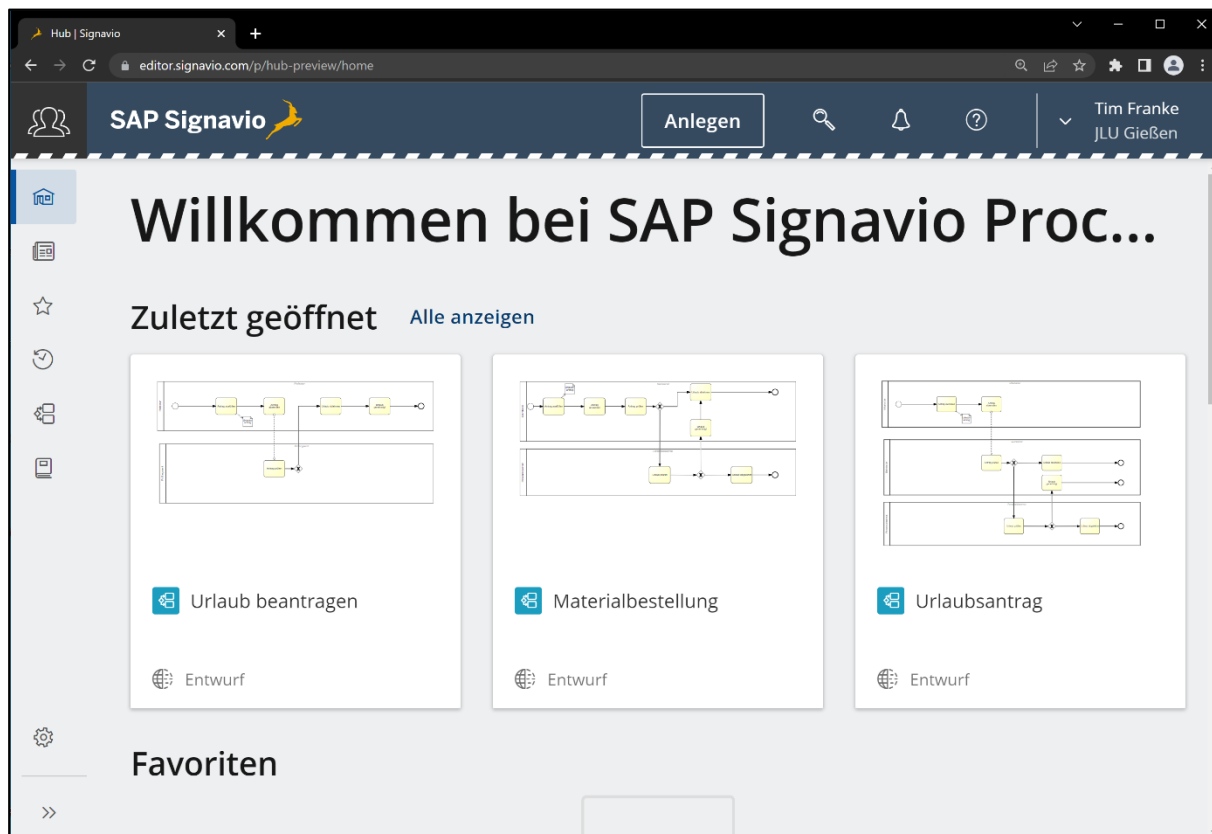 Hub | Signavio
editor.signavio.com/p/hub-preview/home
SAP Signavio
Anlegen
Tim Franke
JLU Gießen
Willkommen bei SAP Signavio Proc...
Zuletzt geöffnet Alle anzeigen
Urlaub beantragen
Materialbestellung
Urlaubsantrag
Entwurf
Entwurf
Entwurf
Favoriten